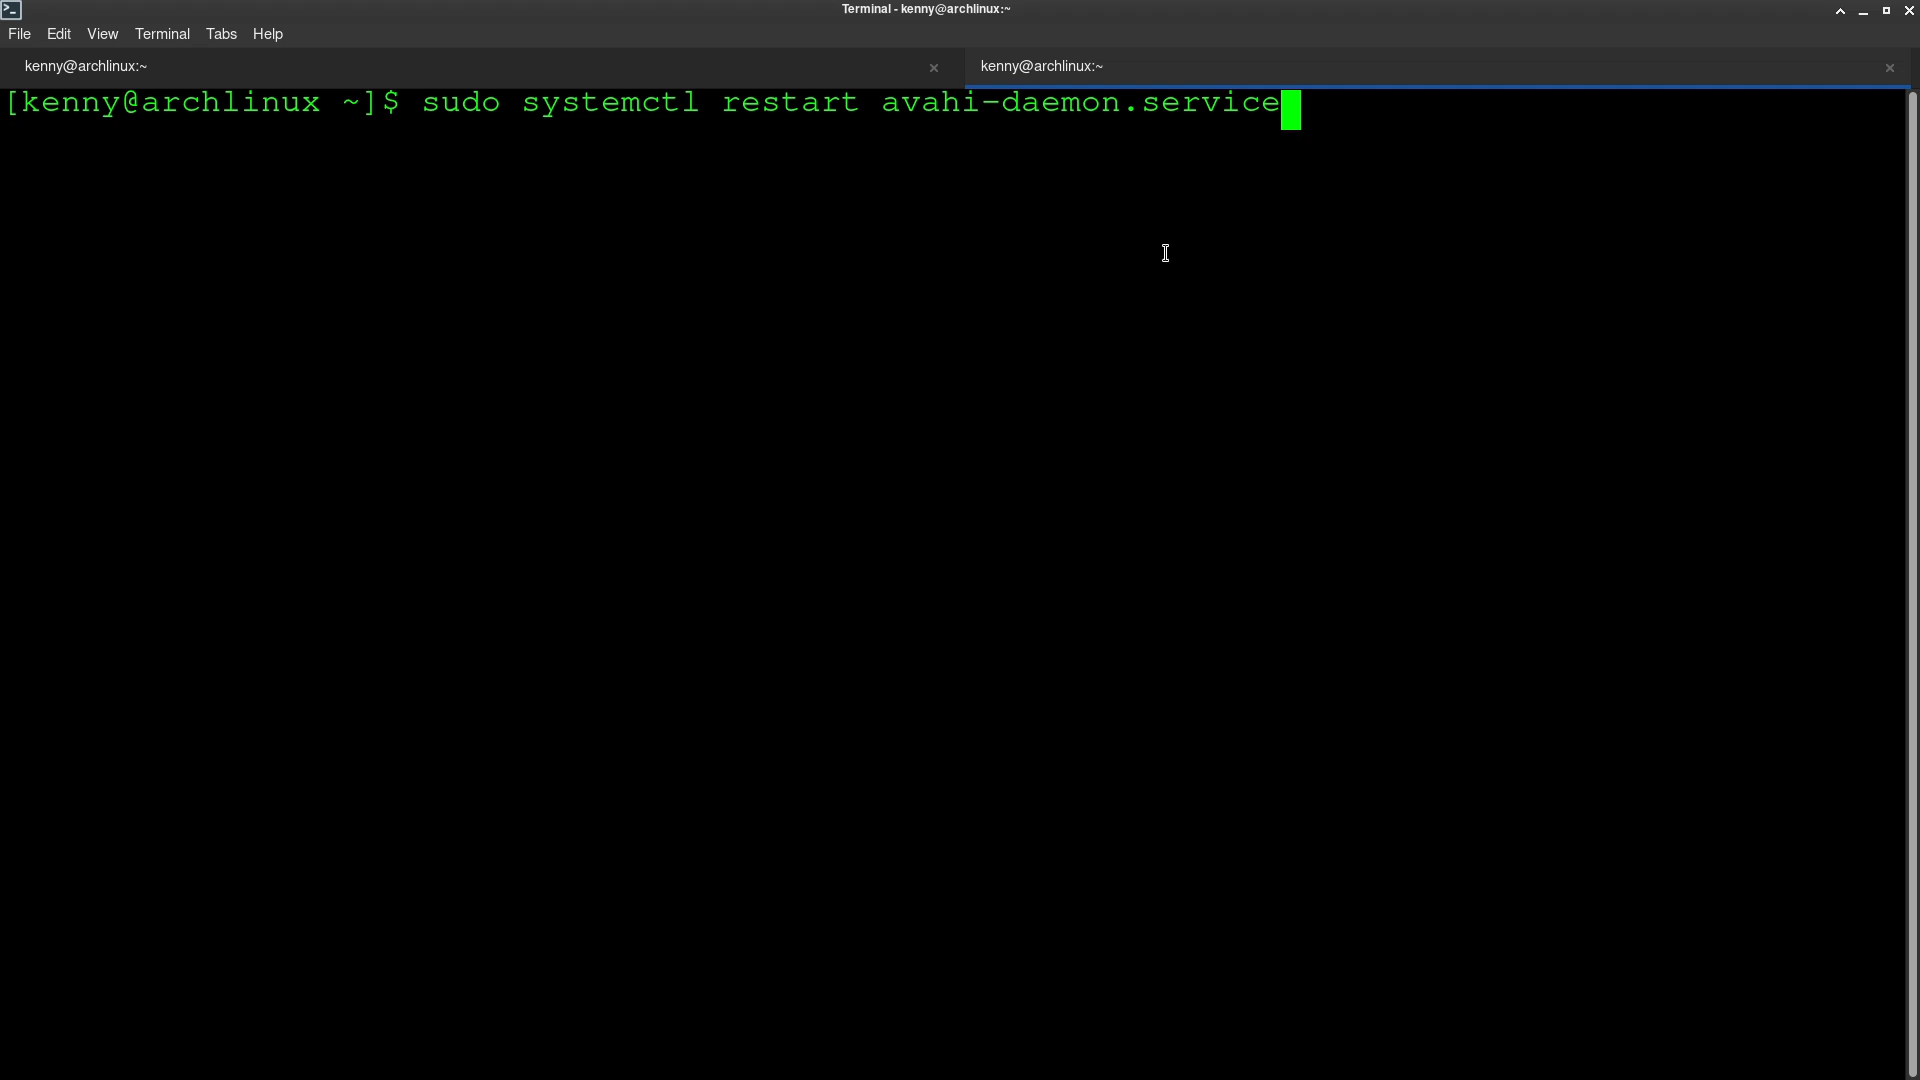 Terminal - kenny@archlinux:~
File Edit View Terminal Tabs Help
kenny@archlinux:~ kenny@archlinux:~
[kenny@archlinux ~]$ sudo systemctl restart avahi-daemon.service